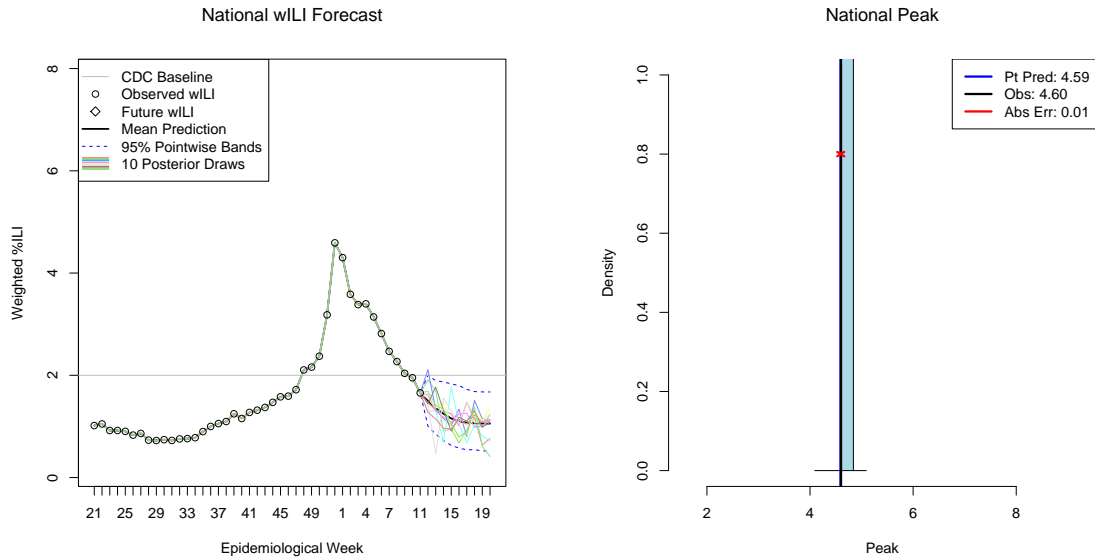 National wILI Forecast
CDC Baseline
Observed wILI
Future wILI
Mean Prediction
95% Pointwise Bands
10 Posterior Draws
Weighted %ILI
0 2 4 6 8
21 25 29 33 37 41 45 49 1 4 7 11 15 19
Epidemiological Week
National Peak
Pt Pred: 4.59
Obs: 4.60
Abs Err: 0.01
Density
0.0 0.2 0.4 0.6 0.8 1.0
2 4 6 8
Peak